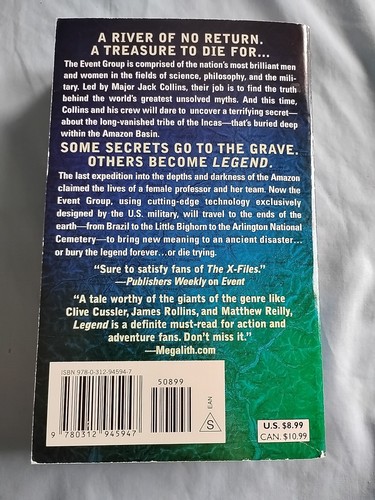 A RIVER OF NO RETURN.
A TREASURE TO DIE FOR...
The Event Group is comprised of the nation's most brilliant men
and women in the fields of science, philosophy, and the mili-
tary. Led by Major Jack Collins, their job is to find the truth
behind the world's greatest unsolved myths. And this time,
Collins and his crew will dare to uncover a terrifying secret—
about the long-vanished tribe of the Incas—that's buried deep
within the Amazon Basin.
SOME SECRETS GO TO THE GRAVE.
OTHERS BECOME LEGEND.
The last expedition into the depths and darkness of the Amazon
claimed the lives of a female professor and her team. Now the
Event Group, using cutting-edge technology exclusively
designed by the U.S. military, will travel to the ends of the
earth—from Brazil to the Little Bighorn to the Arlington National
Cemetery—to bring new meaning to an ancient disaster...
or bury the legend forever...or die trying.
"Sure to satisfy fans of The X-Files."
—Publishers Weekly on Event
"A tale worthy of the giants of the genre like
Clive Cussler, James Rollins, and Matthew Reilly,
Legend is a definite must-read for action and
adventure fans. Don't miss it."
—Megalith.com
ISBN 978-0-312-94594-7
50899
9 780312 945947
S EAN
U.S. $8.99
CAN. $10.99